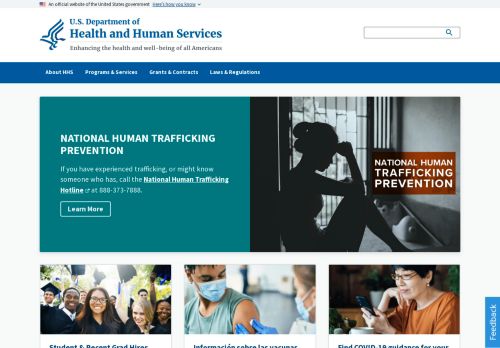 An official website of the United States government Here's how you know
U.S. Department of
Health and Human Services
Enhancing the health and well-being of all Americans
About HHS Programs & Services Grants & Contracts Laws & Regulations
NATIONAL HUMAN TRAFFICKING
PREVENTION
If you have experienced trafficking, or might know
someone who has, call the National Human Trafficking
Hotline at 888-373-7888.
Learn More
NATIONAL HUMAN
TRAFFICKING
PREVENTION
Feedback
Student & Recent Grad Hires
Información sobre las vacunas
Find COVID-19 guidance for your